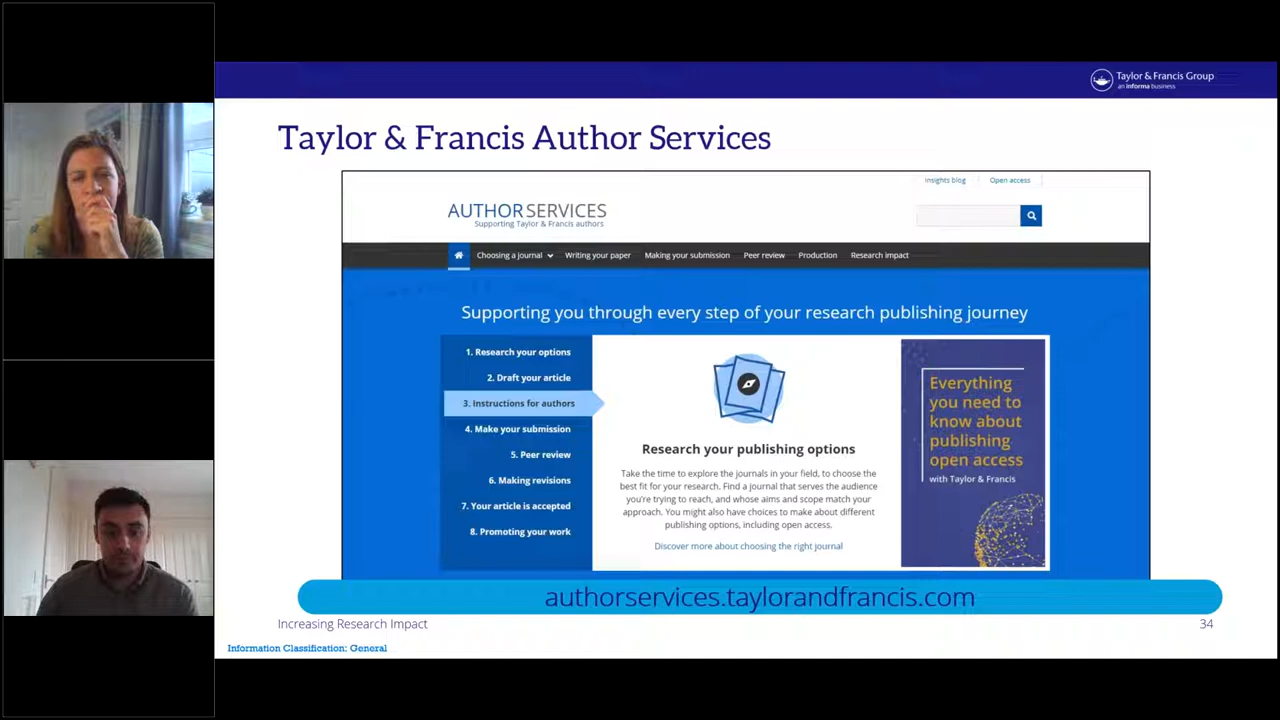 Taylor & Francis Group
an informa business
Taylor & Francis Author Services
Insights blog
Open access
AUTHOR SERVICES
Supporting Taylor & Francis authors
Choosing a journal
Writing your paper
Making your submission
Peer review
Production
Research impact
Supporting you through every step of your research publishing journey
1. Research your options
2. Draft your article
3. Instructions for authors
4. Make your submission
5. Peer review
6. Making revisions
7. Your article is accepted
8. Promoting your work
Research your publishing options
Take the time to explore the journals in your field, to choose the
best fit for your research. Find a journal that serves the audience
you're trying to reach, and whose aims and scope match your
approach. You might also have choices to make about different
publishing options, including open access.
Discover more about choosing the right journal
Everything
you need to
know about
publishing
open access
with Taylor & Francis
authorservices.taylorandfrancis.com
Increasing Research Impact
34
Information Classification: General